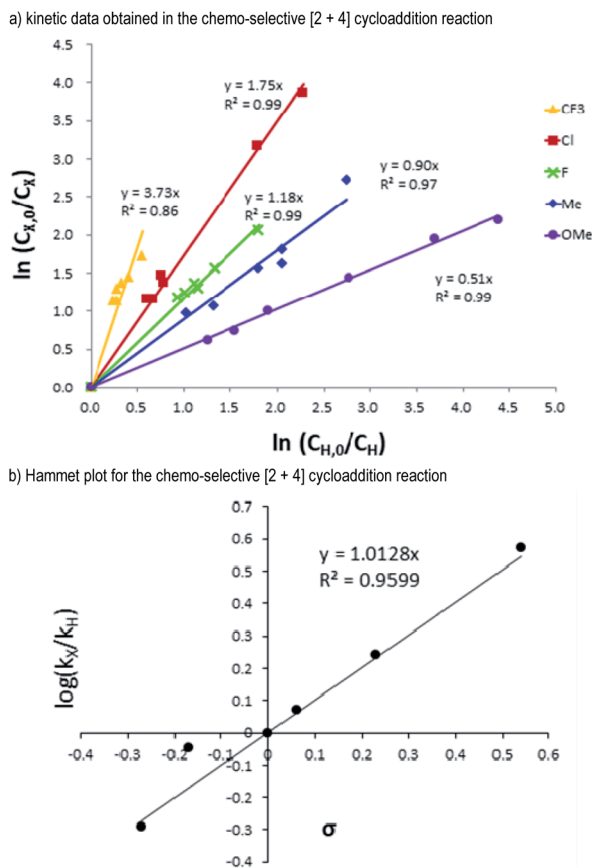 a) kinetic data obtained in the chemo-selective [2 + 4] cycloaddition reaction
4.5
4.0
3.5
3.0
2.5
2.0
1.5
1.0
0.5
0.0
ln (CX,0/CX)
y = 1.75x
R² = 0.99
y = 3.73x
R² = 0.86
y = 1.18x
R² = 0.99
y = 0.90x
R² = 0.97
y = 0.51x
R² = 0.99
CF3
Cl
F
Me
OMe
0.0 0.5 1.0 1.5 2.0 2.5 3.0 3.5 4.0 4.5 5.0
ln (CH,0/CH)
b) Hammet plot for the chemo-selective [2 + 4] cycloaddition reaction
0.7
0.6
0.5
0.4
0.3
0.2
0.1
0
-0.1
-0.2
-0.3
-0.4
log(kX/kH)
y = 1.0128x
R² = 0.9599
-0.4 -0.3 -0.2 -0.1 0 0.1 0.2 0.3 0.4 0.5 0.6
σ̄